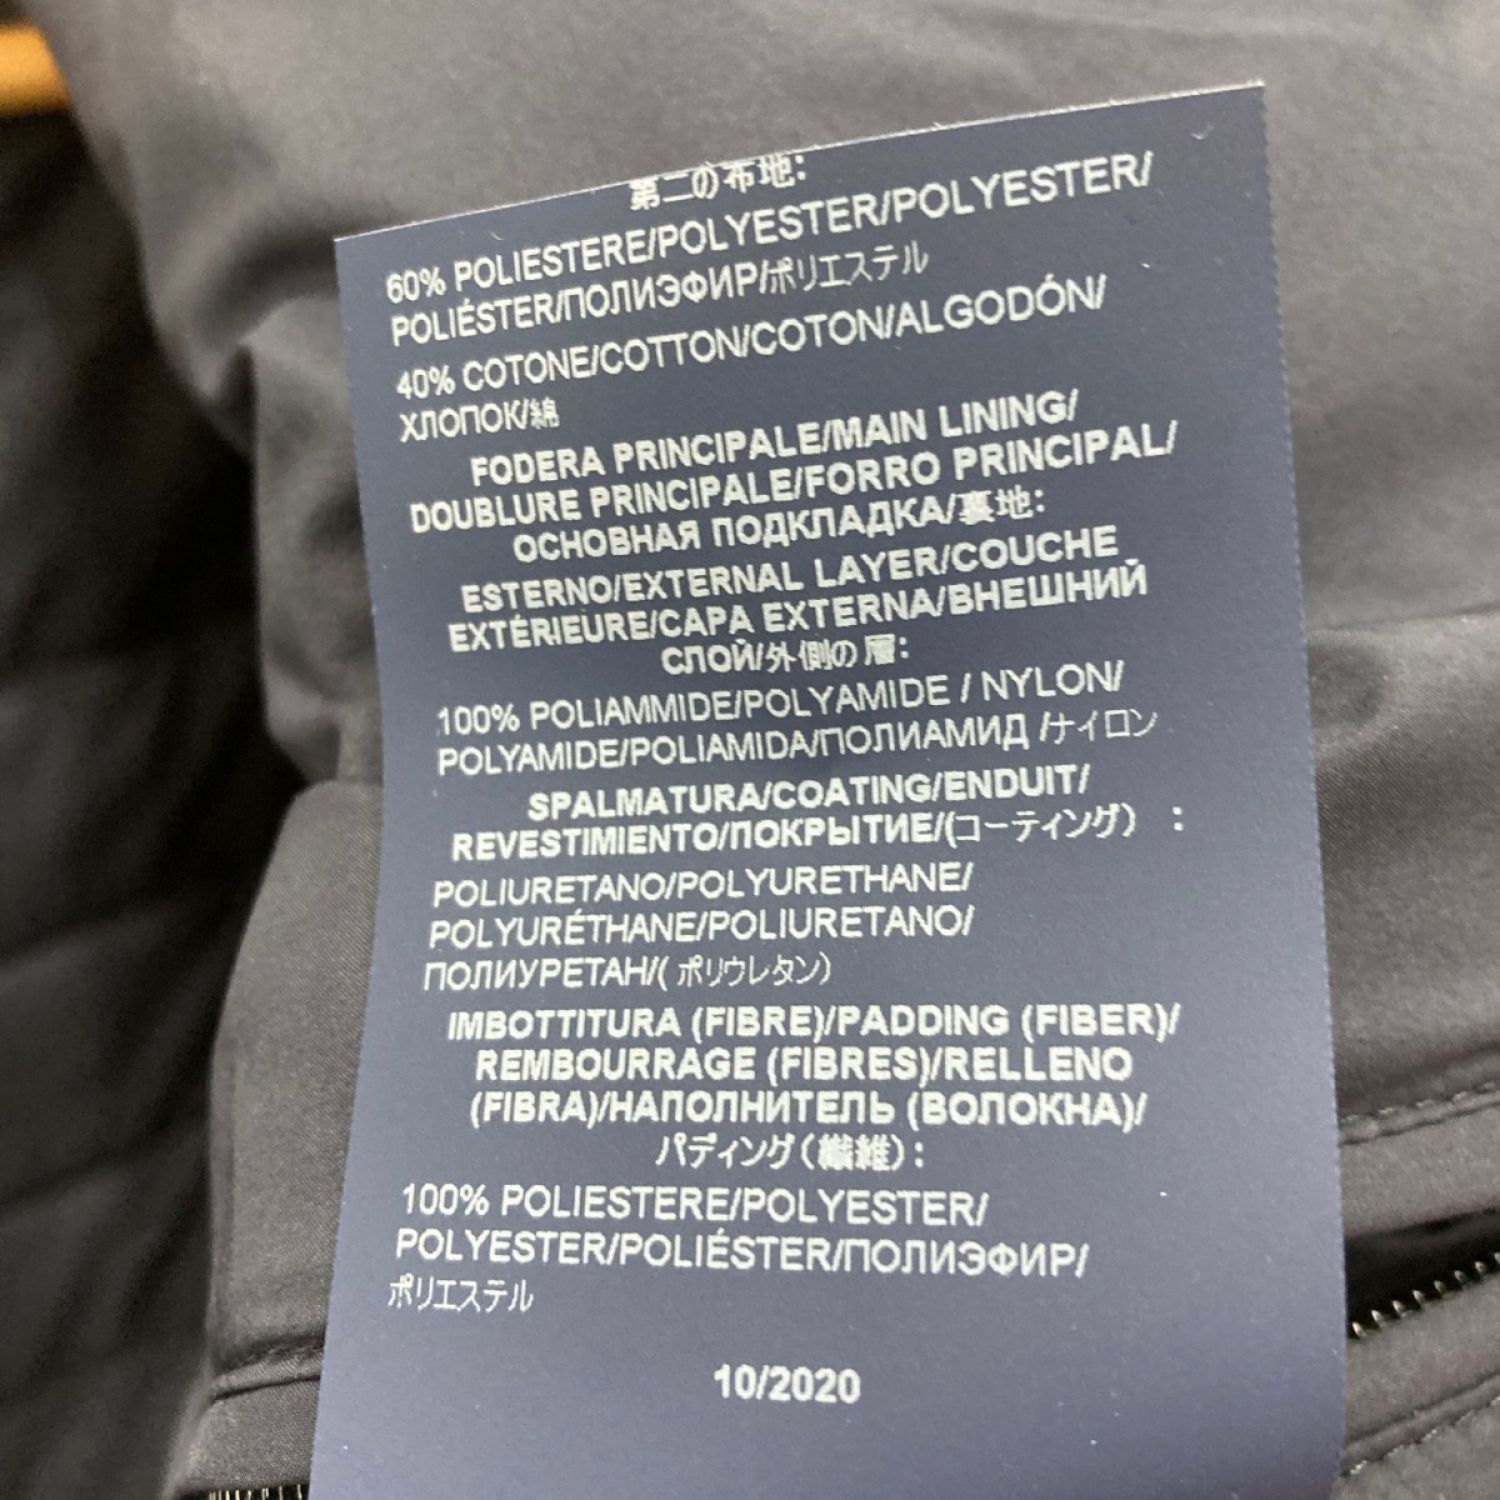 第二の布地:
60% POLIESTERE/POLYESTER/POLYESTER/
POLIÉSTER/ПОЛИЭФИР/ポリエステル
40% COTONE/COTTON/COTON/ALGODÓN/
ХЛОПОК/綿
FODERA PRINCIPALE/MAIN LINING/
DOUBLURE PRINCIPALE/FORRO PRINCIPAL/
ОСНОВНАЯ ПОДКЛАДКА/裏地:
ESTERNO/EXTERNAL LAYER/COUCHE
EXTÉRIEURE/CAPA EXTERNA/ВНЕШНИЙ
СЛОЙ/外側の層:
100% POLIAMMIDE/POLYAMIDE / NYLON/
POLYAMIDE/POLIAMIDA/ПОЛИАМИД /ナイロン
SPALMATURA/COATING/ENDUIT/
REVESTIMIENTO/ПОКРЫТИЕ/(コーティング) :
POLIURETANO/POLYURETHANE/
POLYURÉTHANE/POLIURETANO/
ПОЛИУРЕТАН/( ポリウレタン)
IMBOTTITURA (FIBRE)/PADDING (FIBER)/
REMBOURRAGE (FIBRES)/RELLENO
(FIBRA)/НАПОЛНИТЕЛЬ (ВОЛОКНА)/
パディング(繊維):
100% POLIESTERE/POLYESTER/
POLYESTER/POLIÉSTER/ПОЛИЭФИР/
ポリエステル
10/2020